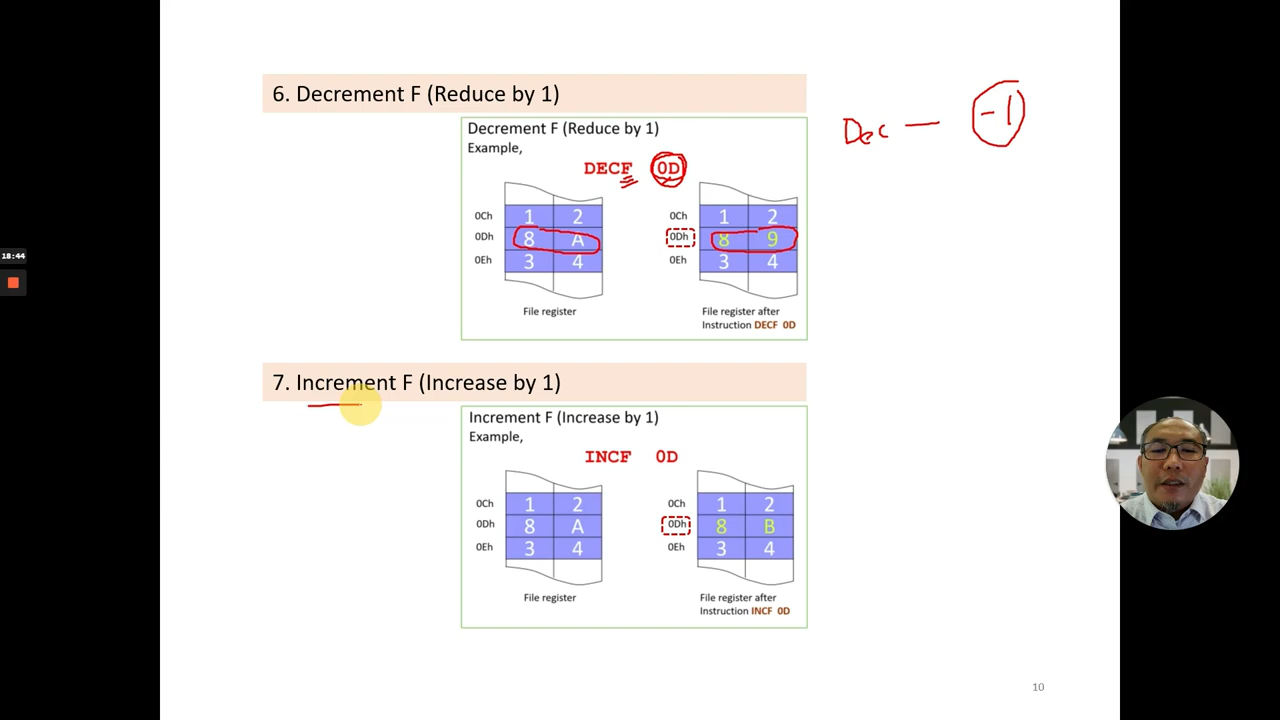 6. Decrement F (Reduce by 1)
Dec — -1
Decrement F (Reduce by 1)
Example,
DECF 0D
0Ch 1 2 0Ch 1 2
0Dh 8 A 0Dh 8 9
0Eh 3 4 0Eh 3 4
File register File register after
Instruction DECF 0D
18:44
7. Increment F (Increase by 1)
Increment F (Increase by 1)
Example,
INCF 0D
0Ch 1 2 0Ch 1 2
0Dh 8 A 0Dh 8 B
0Eh 3 4 0Eh 3 4
File register File register after
Instruction INCF 0D
10